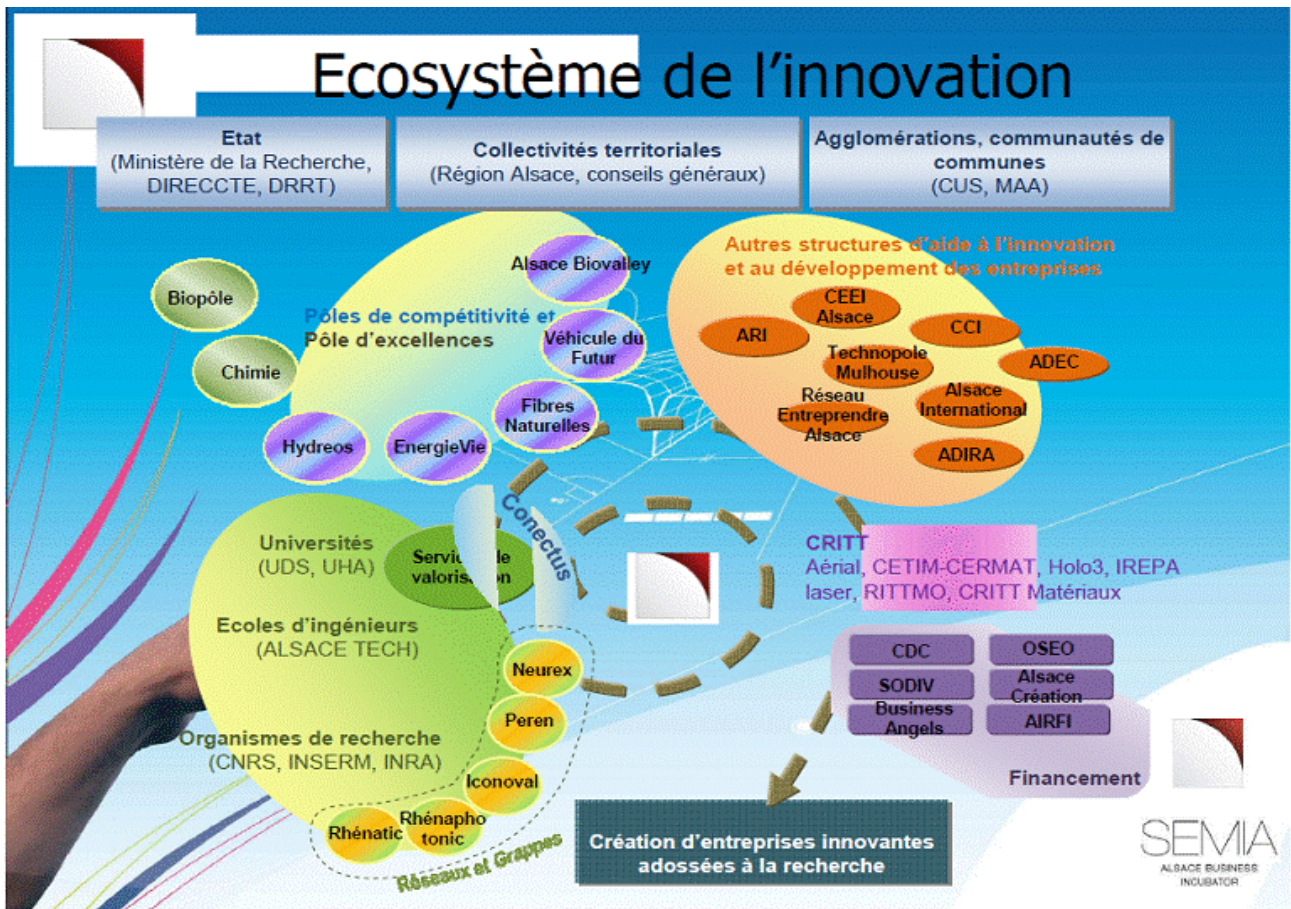 Ecosystème de l'innovation
Etat
(Ministère de la Recherche,
DIRECCTE, DRRT)
Collectivités territoriales
(Région Alsace, conseils généraux)
Agglomérations, communautés de
communes
(CUS, MAA)
Alsace Biovalley
Biopôle
Pôles de compétitivité et
Pôle d'excellences
Véhicule du
Futur
Chimie
Fibres
Naturelles
Hydreos
EnergieVie
Autres structures d'aide à l'innovation
et au développement des entreprises
CEEI
Alsace
ARI
CCI
Technopole
Mulhouse
ADEC
Réseau
Entreprendre
Alsace
Alsace
International
ADIRA
Universités
(UDS, UHA)
valorisation
Conectus
Ecoles d'ingénieurs
(ALSACE TECH)
Organismes de recherche
(CNRS, INSERM, INRA)
Neurex
Peren
Iconoval
Rhénapho
tonic
Rhénatic
Réseaux et Grappes
CRITT
Aérial, CETIM-CERMAT, Holo3, IREPA
laser, RITTMO, CRITT Matériaux
CDC
OSEO
SODIV
Alsace
Création
Business
Angels
AIRFI
Financement
Création d'entreprises innovantes
adossées à la recherche
SEMIA
ALSACE BUSINESS
INCUBATOR